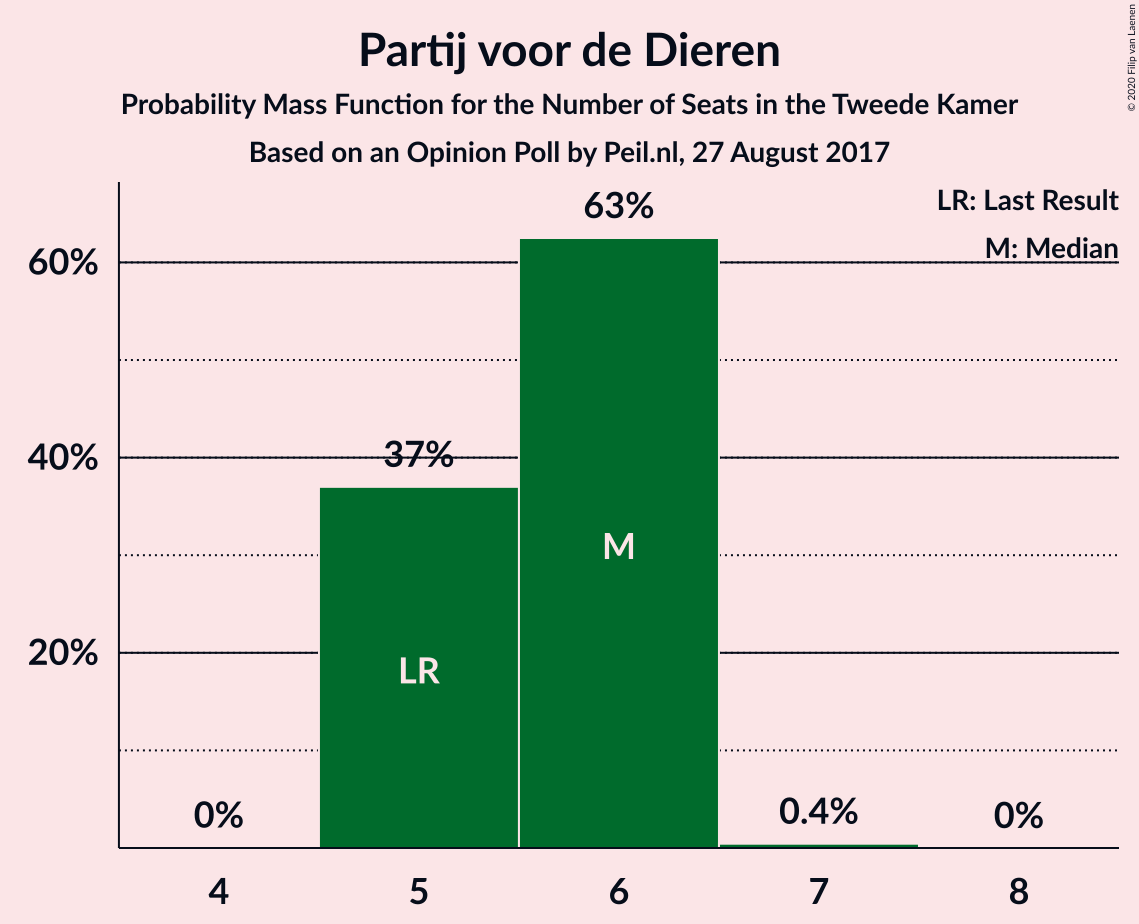 Partij voor de Dieren
Probability Mass Function for the Number of Seats in the Tweede Kamer
Based on an Opinion Poll by Peil.nl, 27 August 2017
© 2020 Filip van Laenen
LR: Last Result
M: Median
63%
60%
37%
40%
M
20%
LR
0%
0.4%
0%
4
5
6
7
8